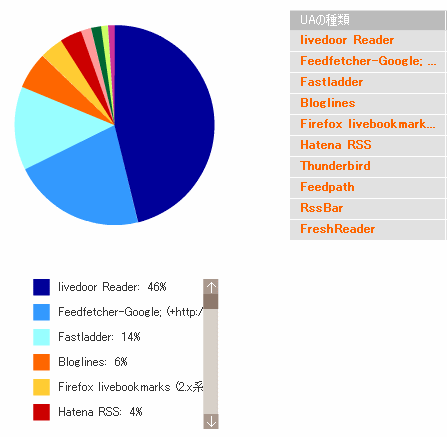 UAの種類
livedoor Reader
Feedfetcher-Google; ...
Fastladder
Bloglines
Firefox livebookmark...
Hatena RSS
Thunderbird
Feedpath
RssBar
FreshReader
livedoor Reader: 46%
Feedfetcher-Google; (+http:/
Fastladder: 14%
Bloglines: 6%
Firefox livebookmarks (2.x系
Hatena RSS: 4%